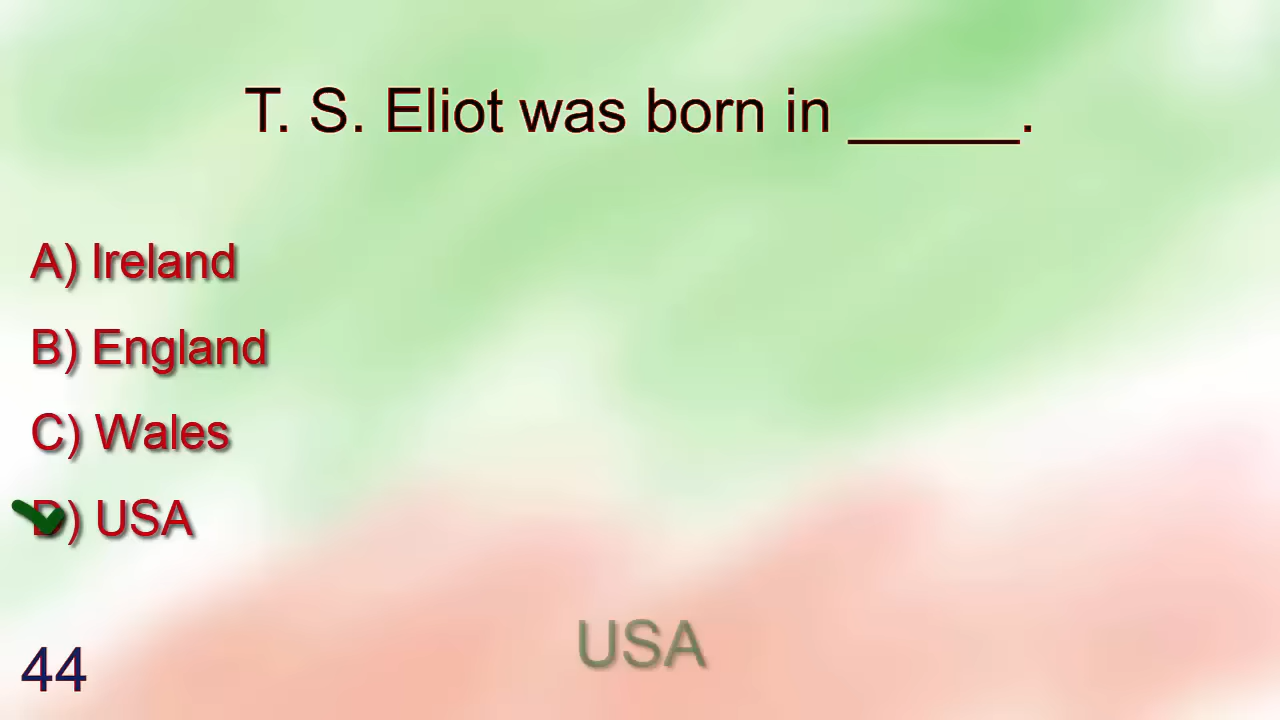 T. S. Eliot was born in _____.
A) Ireland
B) England
C) Wales
D) USA
USA
44